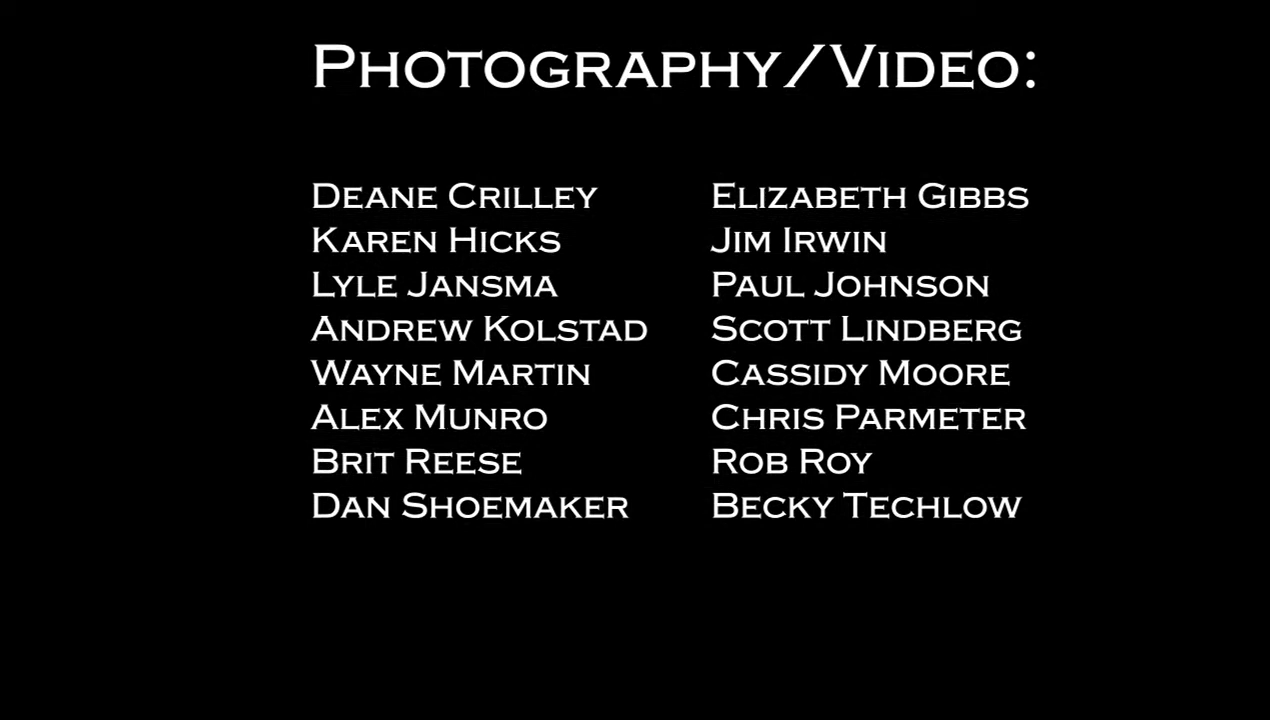 PHOTOGRAPHY/VIDEO:
DEANE CRILLEY
KAREN HICKS
LYLE JANSMA
ANDREW KOLSTAD
WAYNE MARTIN
ALEX MUNRO
BRIT REESE
DAN SHOEMAKER
ELIZABETH GIBBS
JIM IRWIN
PAUL JOHNSON
SCOTT LINDBERG
CASSIDY MOORE
CHRIS PARMETER
ROB ROY
BECKY TECHLOW